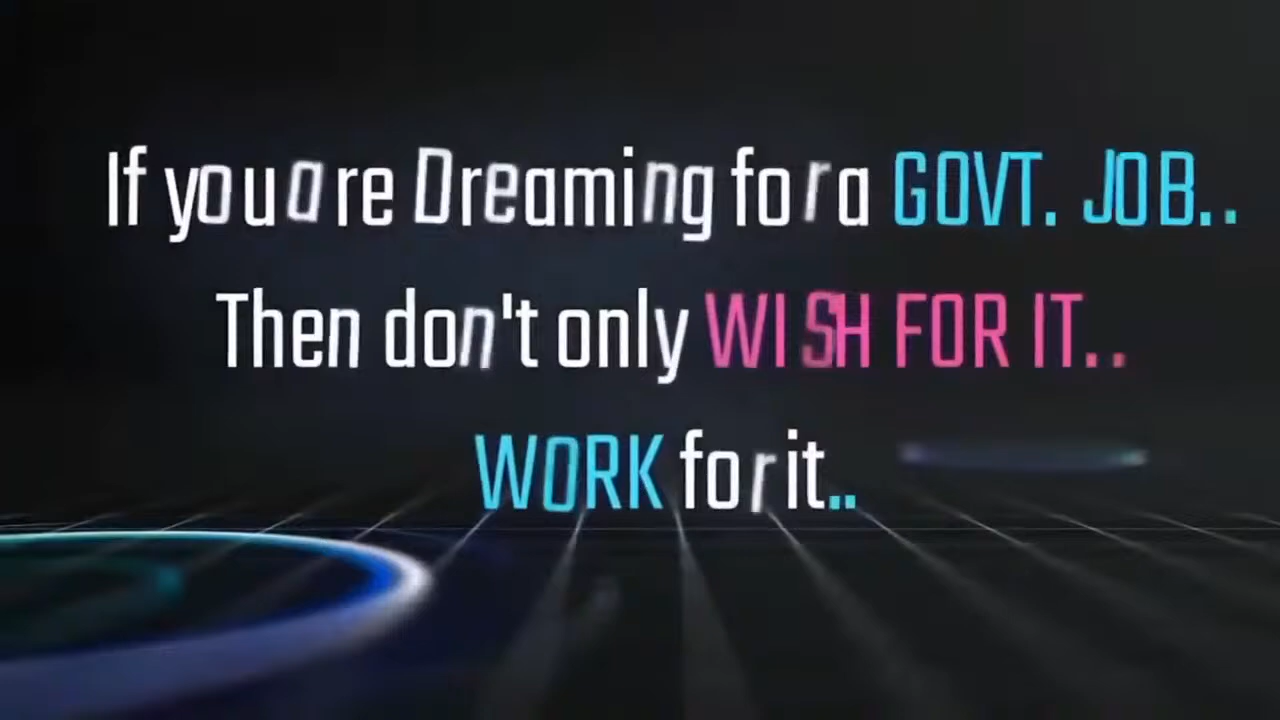 If you are Dreaming for a GOVT. JOB..
Then don't only WISH FOR IT..
WORK for it..